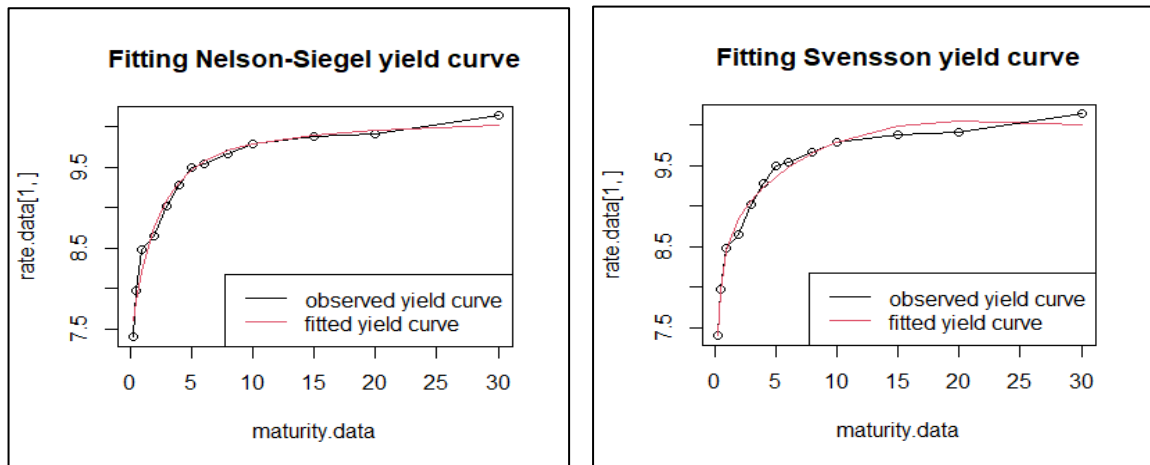 Fitting Nelson-Siegel yield curve
rate.data[1, ]
7.5
8.5
9.5
observed yield curve
fitted yield curve
0 5 10 15 20 30
maturity.data
Fitting Svensson yield curve
rate.data[1, ]
7.5
8.5
9.5
observed yield curve
fitted yield curve
0 5 10 15 20 30
maturity.data